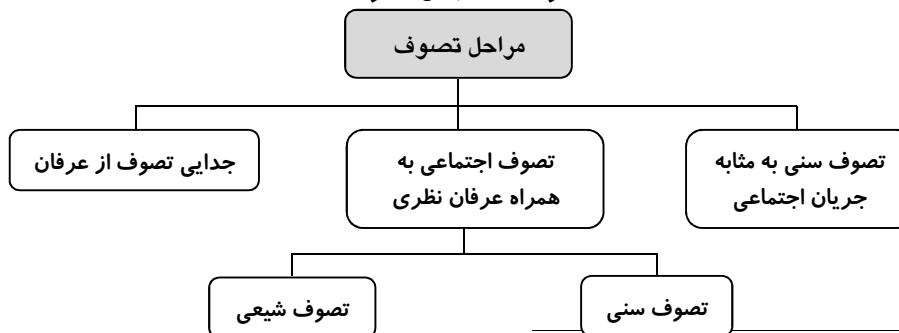 مراحل تصوف
تصوف سنی به مثابه
جریان اجتماعی
تصوف اجتماعی به
همراه عرفان نظری
جدایی تصوف از عرفان
تصوف سنی
تصوف شیعی